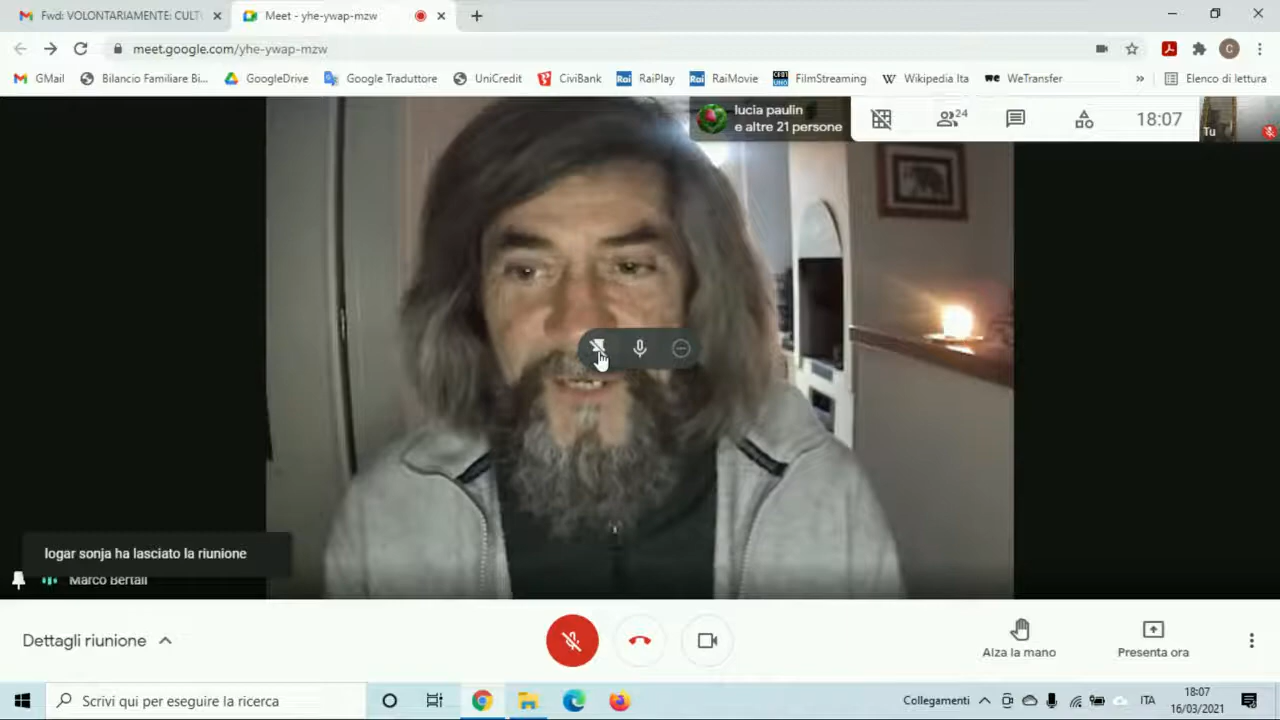 Fwd: VOLONTARIAMENTE: CULT
Meet - yhe-ywap-mzw
meet.google.com/yhe-ywap-mzw
C
GMail
Bilancio Familiare Bi...
GoogleDrive
Google Traduttore
UniCredit
Rai RaiPlay
CiviBank
Rai RaiMovie
FilmStreaming
W Wikipedia Ita
we WeTransfer
»
Elenco di lettura
lucia paulin
e altre 21 persone
24
18:07
Tu
logar sonja ha lasciato la riunione
Marco Bertali
Dettagli riunione
Alza la mano
Presenta ora
Scrivi qui per eseguire la ricerca
Collegamenti
ITA
18:07
16/03/2021